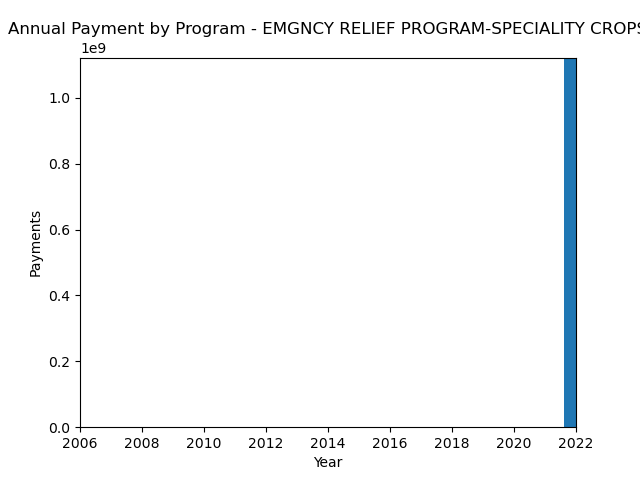 Annual Payment by Program - EMGNCY RELIEF PROGRAM-SPECIALITY CROPS
1e9
1.0
0.8
0.6
0.4
0.2
0.0
Payments
2006 2008 2010 2012 2014 2016 2018 2020 2022
Year